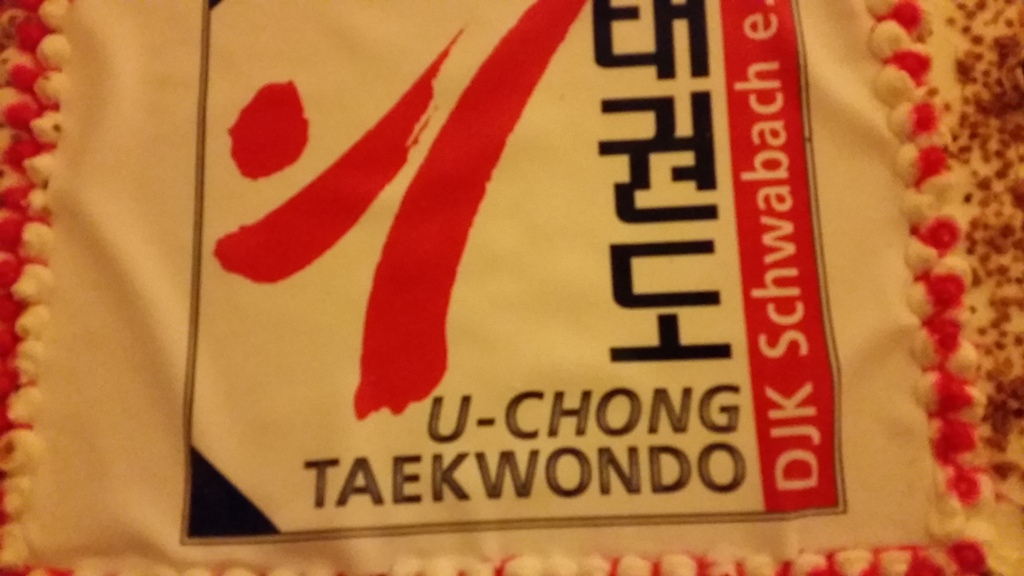 태권도
DJK Schwabach e.
U-CHONG
TAEKWONDO